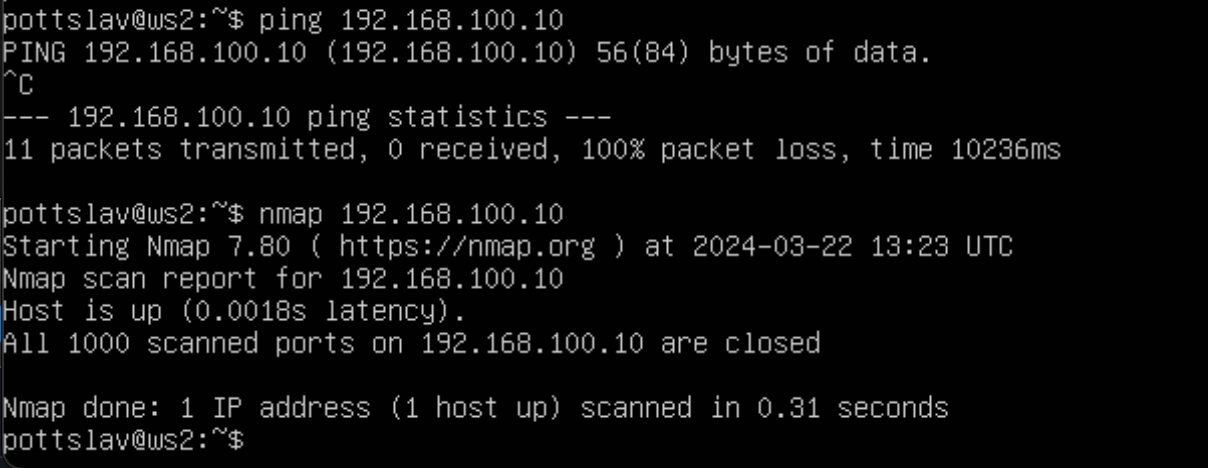 pottslav@ws2:~$ ping 192.168.100.10
PING 192.168.100.10 (192.168.100.10) 56(84) bytes of data.
^C
--- 192.168.100.10 ping statistics ---
11 packets transmitted, 0 received, 100% packet loss, time 10236ms
pottslav@ws2:~$ nmap 192.168.100.10
Starting Nmap 7.80 ( https://nmap.org ) at 2024-03-22 13:23 UTC
Nmap scan report for 192.168.100.10
Host is up (0.0018s latency).
All 1000 scanned ports on 192.168.100.10 are closed
Nmap done: 1 IP address (1 host up) scanned in 0.31 seconds
pottslav@ws2:~$